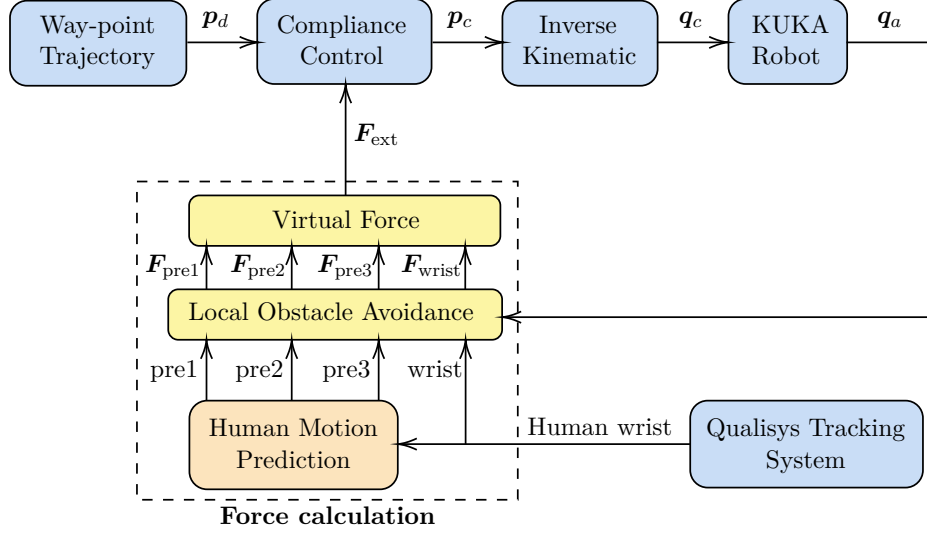 Way-point
Trajectory
p_d
Compliance
Control
p_c
Inverse
Kinematic
q_c
KUKA
Robot
q_a
F_ext
Virtual Force
F_pre1 F_pre2 F_pre3 F_wrist
Local Obstacle Avoidance
pre1 pre2 pre3 wrist
Human Motion
Prediction
Human wrist
Qualisys Tracking
System
Force calculation